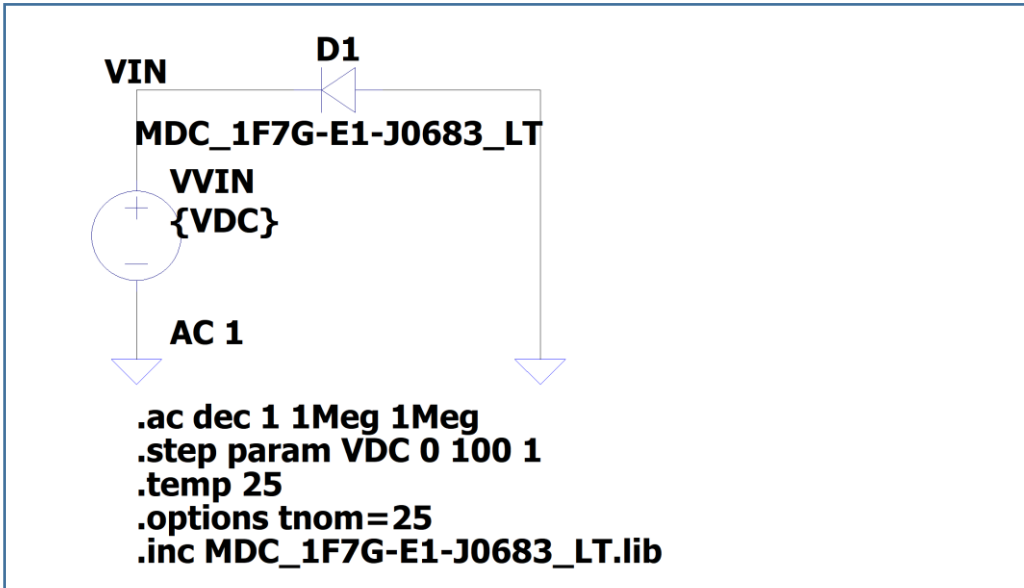 D1
VIN
MDC_1F7G-E1-J0683_LT
VVIN
{VDC}
AC 1
.ac dec 1 1Meg 1Meg
.step param VDC 0 100 1
.temp 25
.options tnom=25
.inc MDC_1F7G-E1-J0683_LT.lib